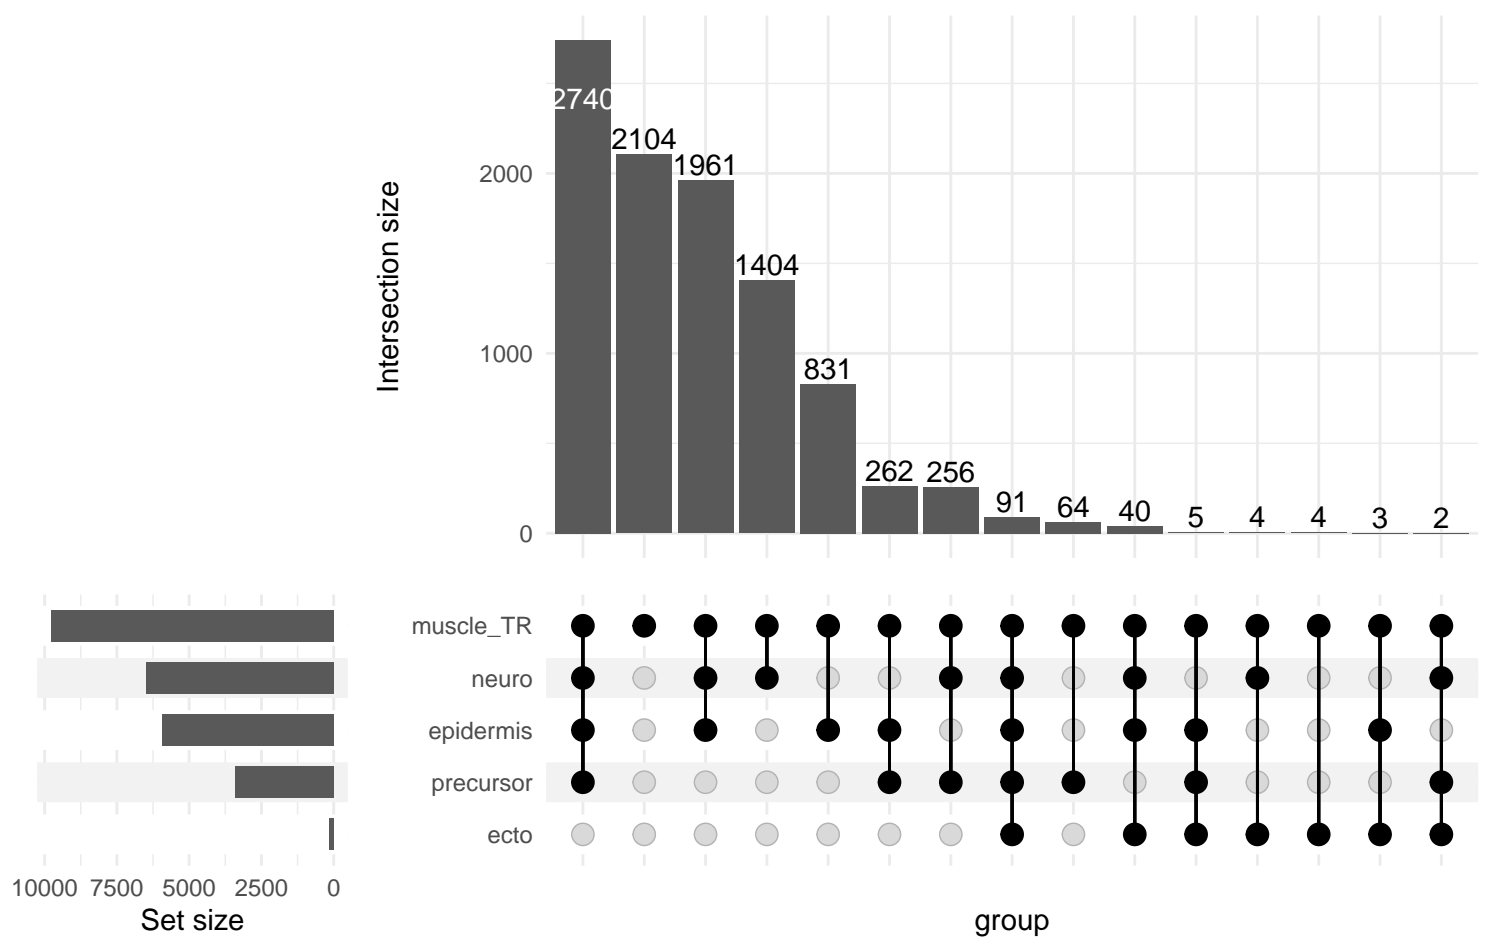 Intersection size
2000
1000
0
2740
2104
1961
1404
831
262
256
91
64
40
5
4
4
3
2
muscle_TR
neuro
epidermis
precursor
ecto
10000 7500 5000 2500 0
Set size
group